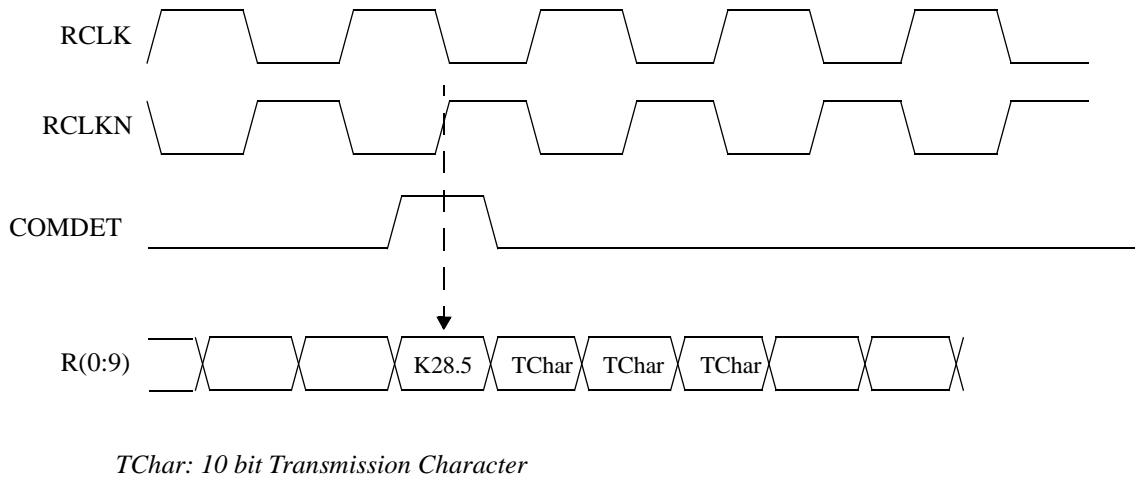 RCLK
RCLKN
COMDET
R(0:9)
K28.5 TChar TChar TChar
TChar: 10 bit Transmission Character